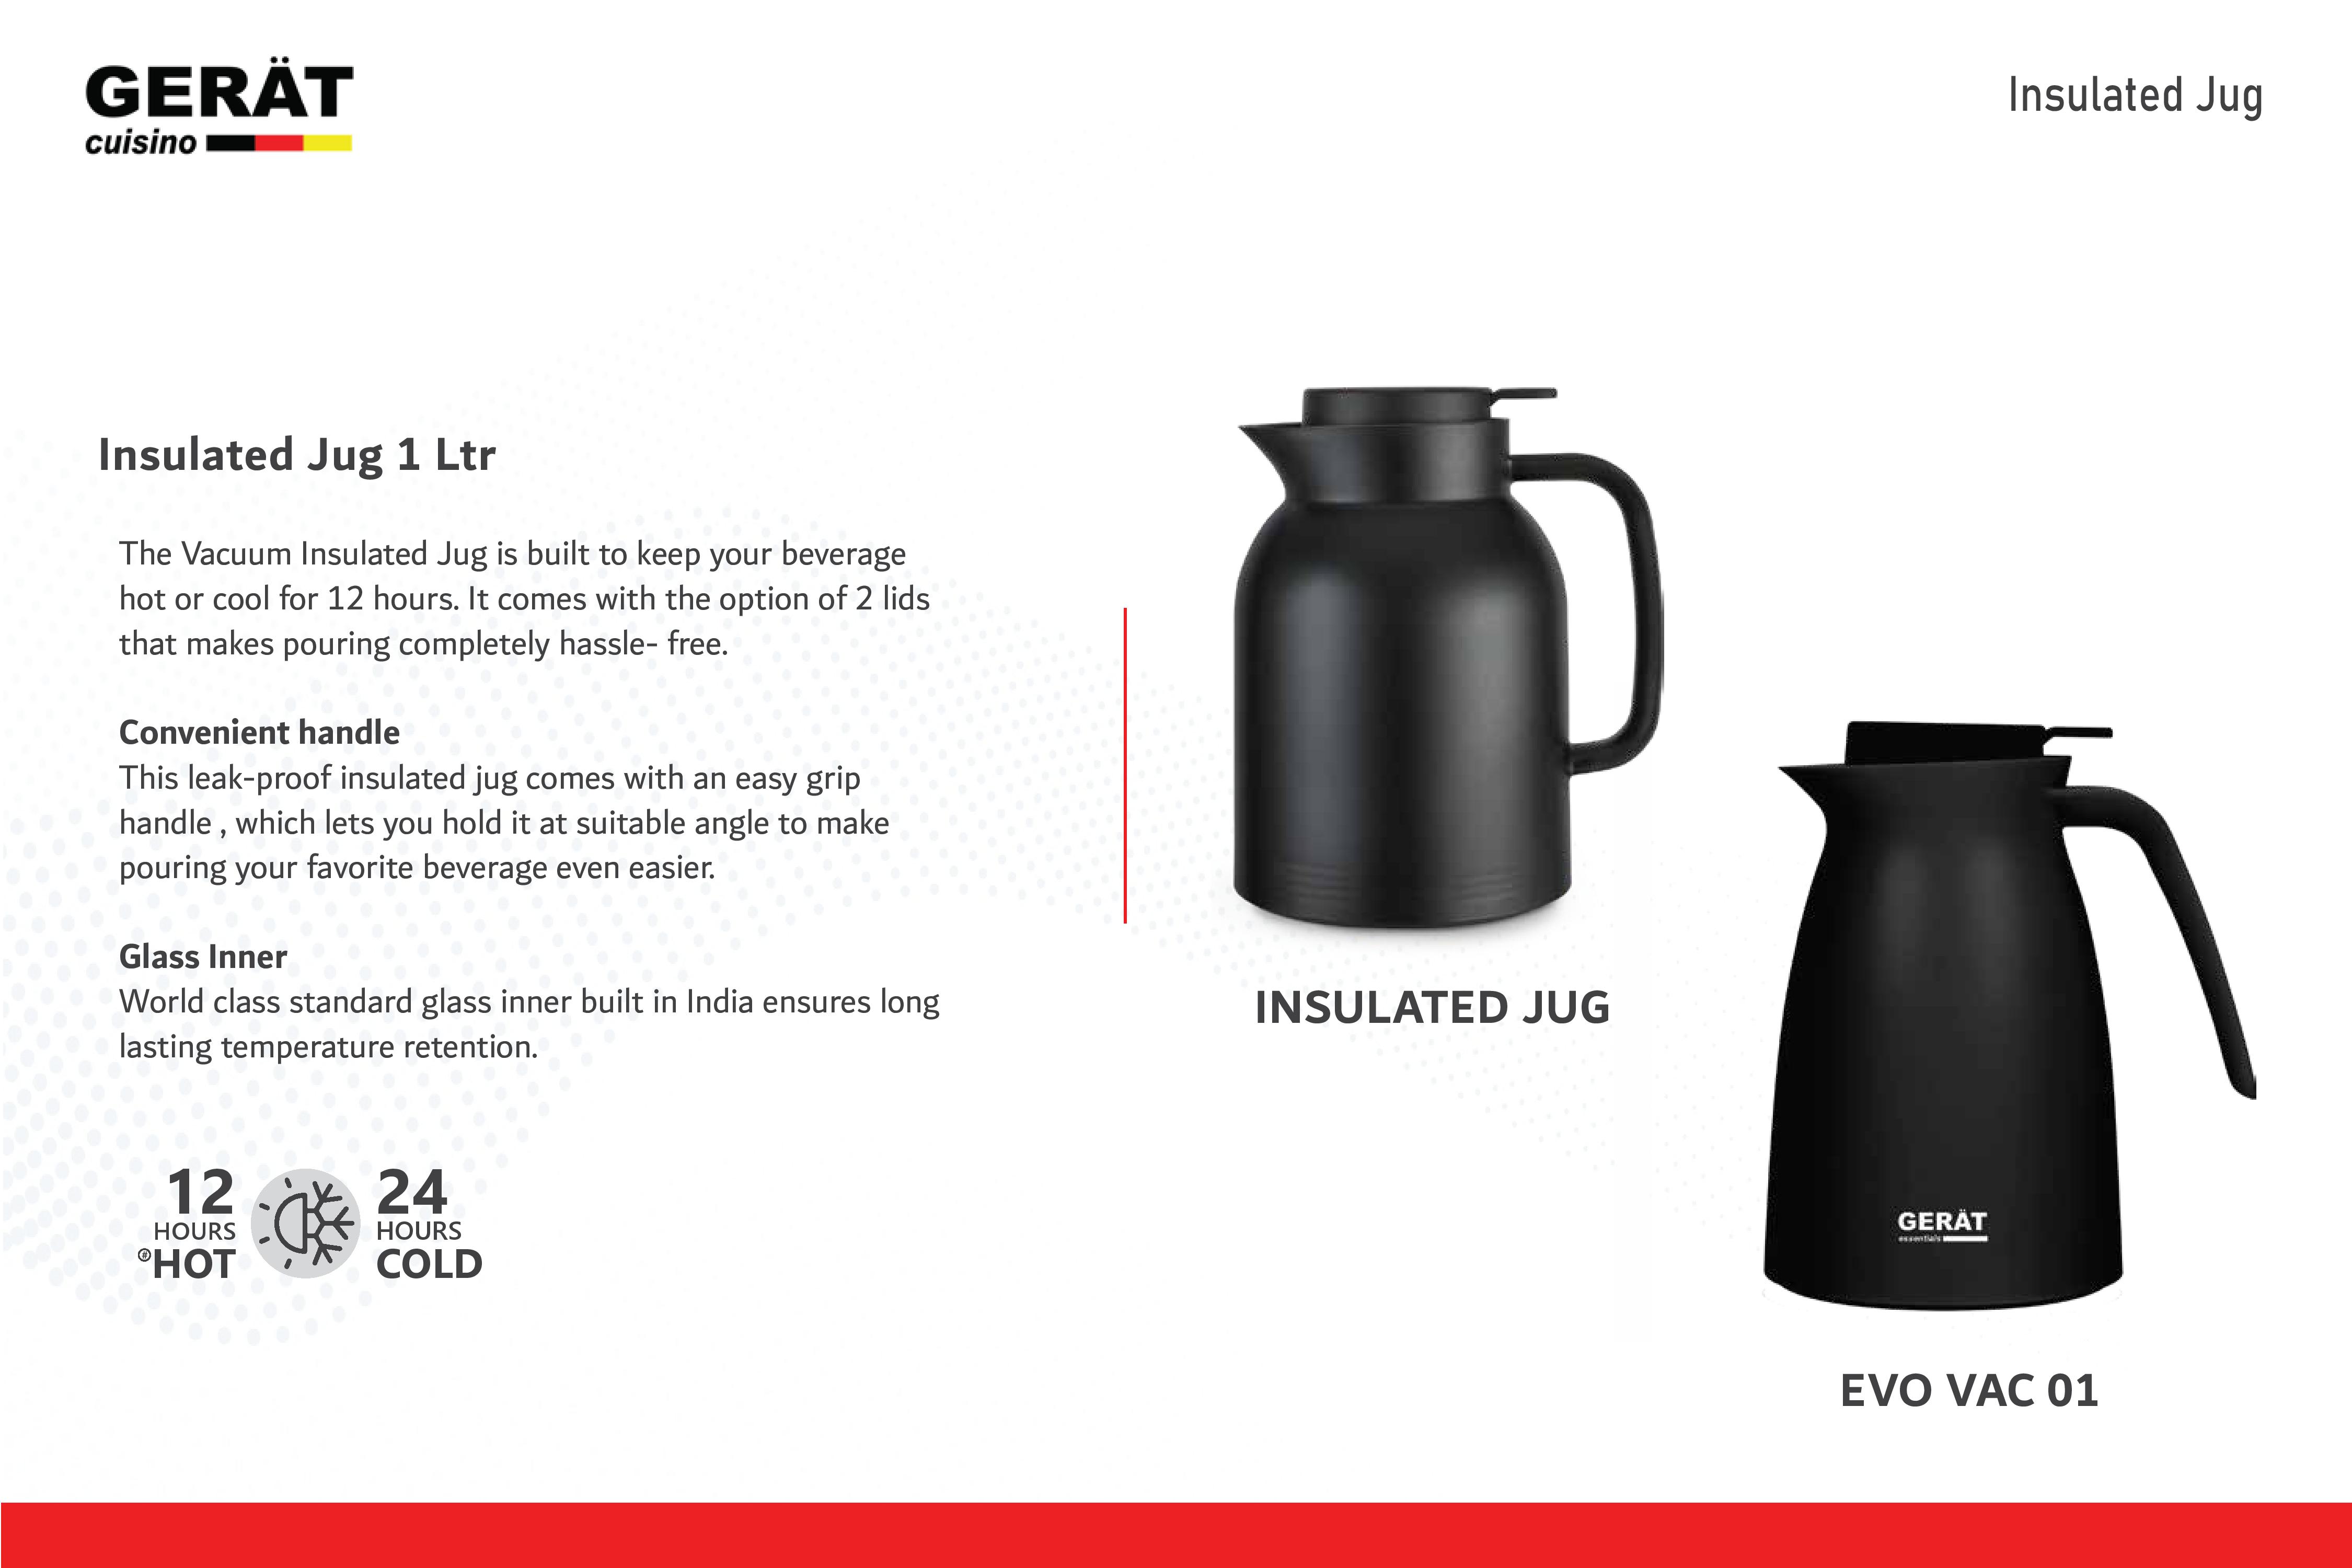 GERÄT
cuisino
Insulated Jug
Insulated Jug 1 Ltr
The Vacuum Insulated Jug is built to keep your beverage
hot or cool for 12 hours. It comes with the option of 2 lids
that makes pouring completely hassle- free.
Convenient handle
This leak-proof insulated jug comes with an easy grip
handle , which lets you hold it at suitable angle to make
pouring your favorite beverage even easier.
Glass Inner
World class standard glass inner built in India ensures long
lasting temperature retention.
12
HOURS
#HOT
24
HOURS
COLD
INSULATED JUG
GERÄT
essentials
EVO VAC 01